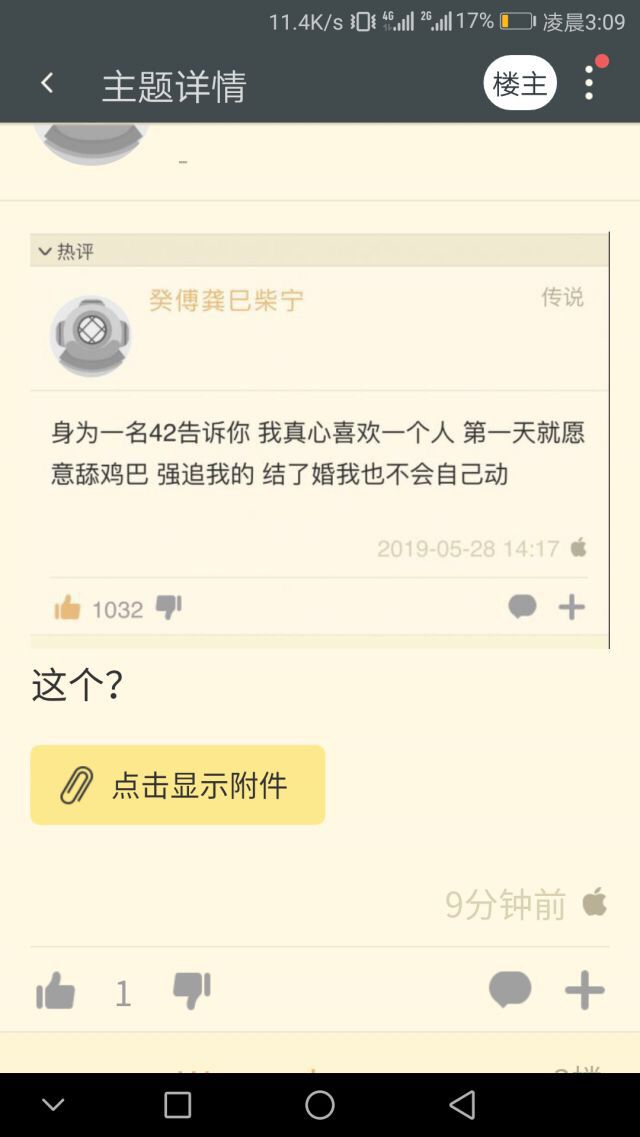 11.4K/s 4G 2G 17% 凌晨3:09
主题详情 楼主
-
热评
癸傅龚巳柴宁 传说
身为一名42告诉你 我真心喜欢一个人 第一天就愿
意舔鸡巴 强追我的 结了婚我也不会自己动
2019-05-28 14:17
1032
这个？
点击显示附件
9分钟前
1